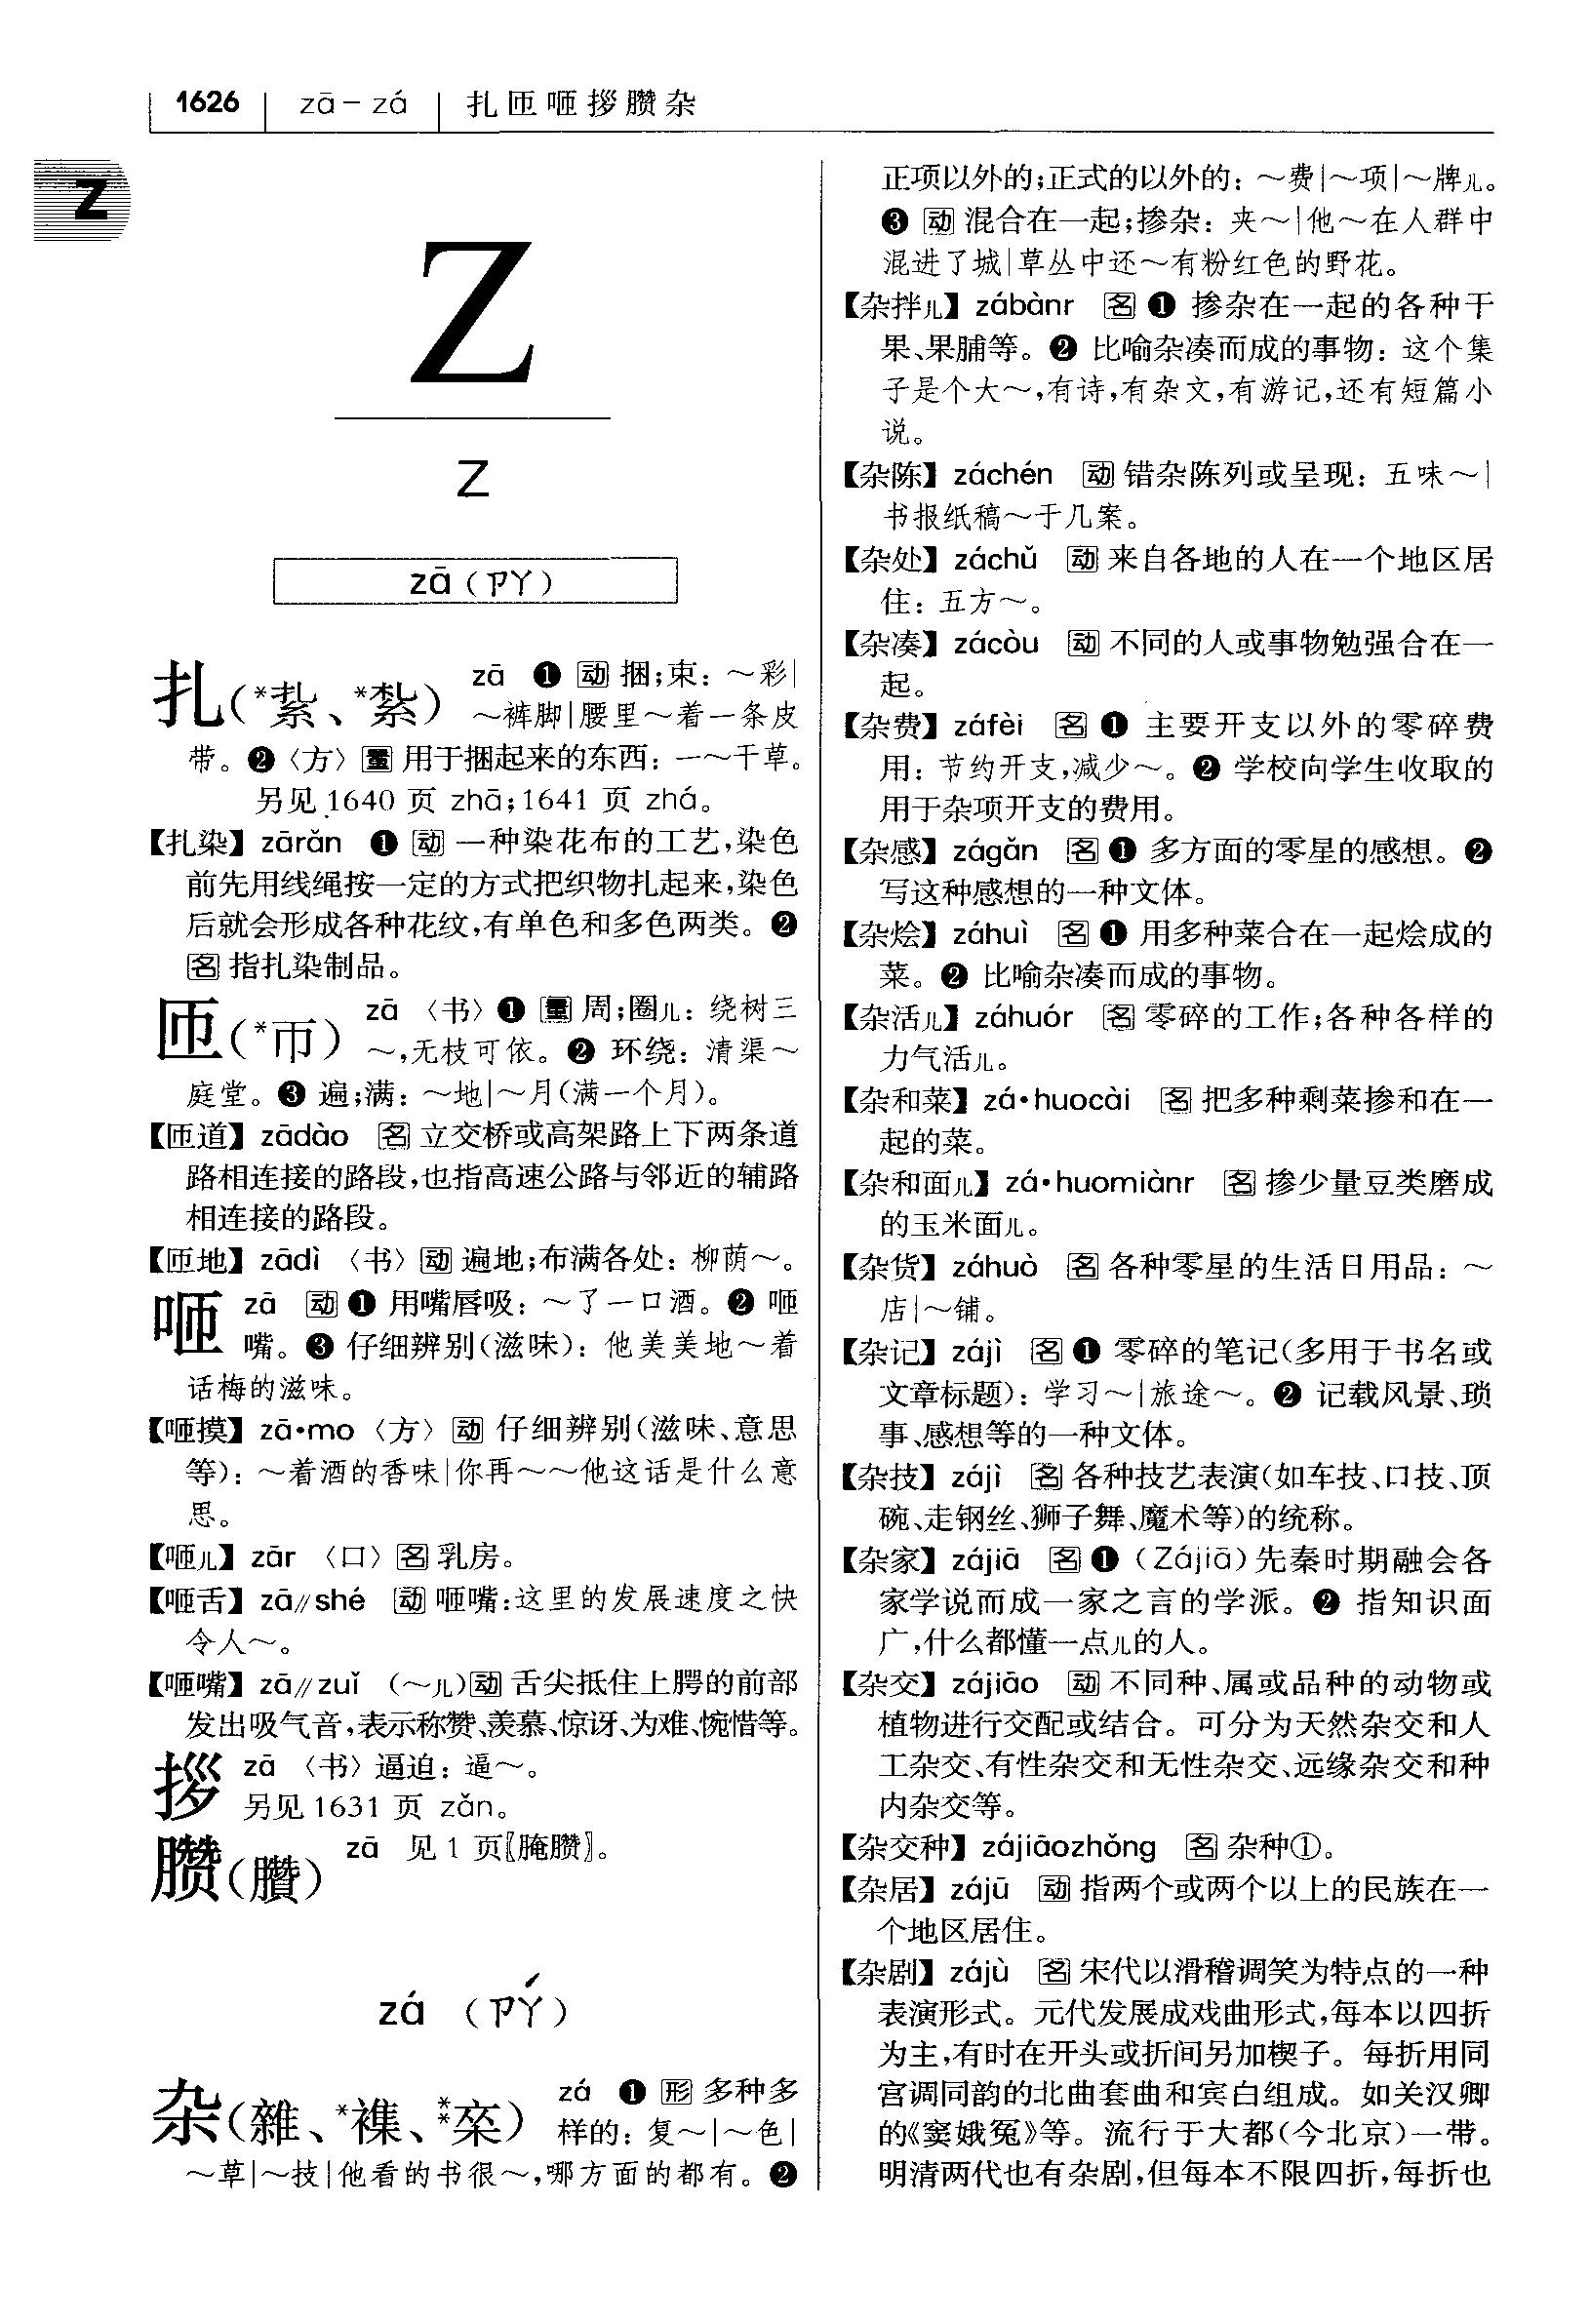 1626 zā－zá 扎匝咂拶臜杂
Z
Z
z
zā（ㄗㄚ）
扎（*紥、*紮） zā ❶ 动 捆;束：～彩|
～裤脚|腰里～着一条皮
带。❷〈方〉量 用于捆起来的东西：一～干草。
另见 1640 页 zhā;1641 页 zhá。
【扎染】zārǎn ❶ 动 一种染花布的工艺,染色
前先用线绳按一定的方式把织物扎起来,染色
后就会形成各种花纹,有单色和多色两类。❷
名 指扎染制品。
匝（*帀） zā 〈书〉❶ 量 周;圈儿：绕树三
～,无枝可依。❷ 环绕：清渠～
庭堂。❸ 遍;满：～地|～月(满一个月)。
【匝道】zādào 名 立交桥或高架路上下两条道
路相连接的路段,也指高速公路与邻近的辅路
相连接的路段。
【匝地】zādì 〈书〉动 遍地;布满各处：柳荫～。
咂 zā 动 ❶ 用嘴唇吸：～了一口酒。❷ 咂
嘴。❸ 仔细辨别(滋味)：他美美地～着
话梅的滋味。
【咂摸】zā•mo〈方〉动 仔细辨别(滋味、意思
等)：～着酒的香味|你再～～他这话是什么意
思。
【咂儿】zār 〈口〉名 乳房。
【咂舌】zā//shé 动 咂嘴:这里的发展速度之快
令人～。
【咂嘴】zā//zuǐ (～儿)动 舌尖抵住上腭的前部
发出吸气音,表示称赞、羡慕、惊讶、为难、惋惜等。
拶 zā 〈书〉逼迫：逼～。
另见 1631 页 zǎn。
臜（臢） zā 见 1 页〖腌臜〗。
zá （ㄗㄚˊ）
杂（雜、*襍、**雑） zá ❶ 形 多种多
样的：复～|～色|
～草|～技|他看的书很～,哪方面的都有。❷
正项以外的;正式的以外的：～费|～项|～牌儿。
❸ 动 混合在一起;掺杂：夹～|他～在人群中
混进了城|草丛中还～有粉红色的野花。
【杂拌儿】zábànr 名 ❶ 掺杂在一起的各种干
果、果脯等。❷ 比喻杂凑而成的事物：这个集
子是个大～,有诗,有杂文,有游记,还有短篇小
说。
【杂陈】záchén 动 错杂陈列或呈现：五味～|
书报纸稿～于几案。
【杂处】záchǔ 动 来自各地的人在一个地区居
住：五方～。
【杂凑】zácòu 动 不同的人或事物勉强合在一
起。
【杂费】záfèi 名 ❶ 主要开支以外的零碎费
用：节约开支,减少～。❷ 学校向学生收取的
用于杂项开支的费用。
【杂感】zágǎn 名 ❶ 多方面的零星的感想。❷
写这种感想的一种文体。
【杂烩】záhuì 名 ❶ 用多种菜合在一起烩成的
菜。❷ 比喻杂凑而成的事物。
【杂活儿】záhuór 名 零碎的工作;各种各样的
力气活儿。
【杂和菜】zá•huocài 名 把多种剩菜掺和在一
起的菜。
【杂和面儿】zá•huomiànr 名 掺少量豆类磨成
的玉米面儿。
【杂货】záhuò 名 各种零星的生活日用品：～
店|～铺。
【杂记】zájì 名 ❶ 零碎的笔记(多用于书名或
文章标题)：学习～|旅途～。❷ 记载风景、琐
事、感想等的一种文体。
【杂技】zájì 名 各种技艺表演(如车技、口技、顶
碗、走钢丝、狮子舞、魔术等)的统称。
【杂家】zájiā 名 ❶（Zájiā）先秦时期融会各
家学说而成一家之言的学派。❷ 指知识面
广,什么都懂一点儿的人。
【杂交】zájiāo 动 不同种、属或品种的动物或
植物进行交配或结合。可分为天然杂交和人
工杂交、有性杂交和无性杂交、远缘杂交和种
内杂交等。
【杂交种】zájiāozhǒng 名 杂种①。
【杂居】zájū 动 指两个或两个以上的民族在一
个地区居住。
【杂剧】zájù 名 宋代以滑稽调笑为特点的一种
表演形式。元代发展成戏曲形式,每本以四折
为主,有时在开头或折间另加楔子。每折用同
宫调同韵的北曲套曲和宾白组成。如关汉卿
的《窦娥冤》等。流行于大都(今北京)一带。
明清两代也有杂剧,但每本不限四折,每折也